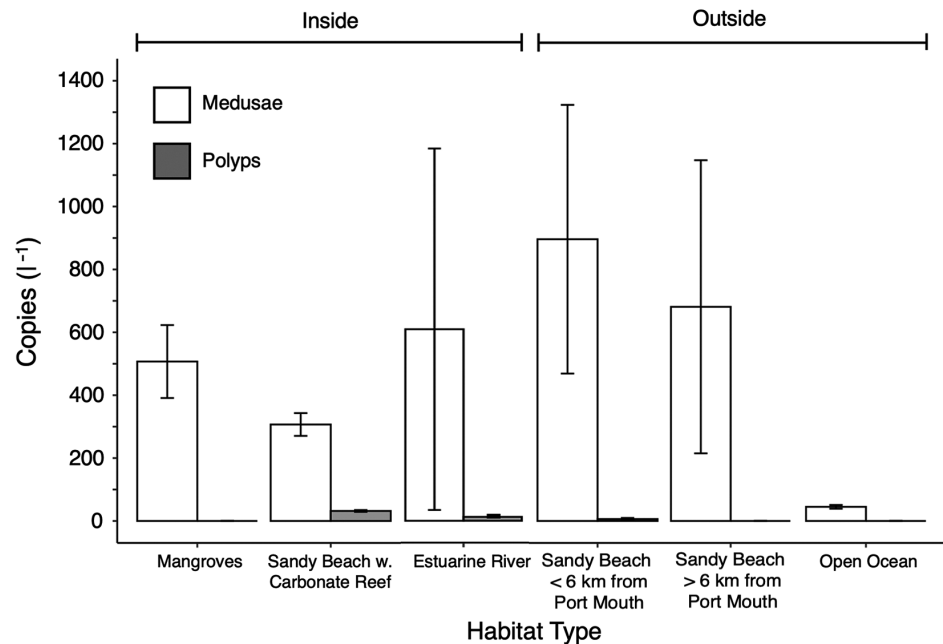 Inside Outside
1400
Medusae
1200
Polyps
1000
800
600
400
200
0
Copies (l⁻¹)
Mangroves
Sandy Beach w.
Carbonate Reef
Estuarine River
Sandy Beach
< 6 km from
Port Mouth
Sandy Beach
> 6 km from
Port Mouth
Open Ocean
Habitat Type